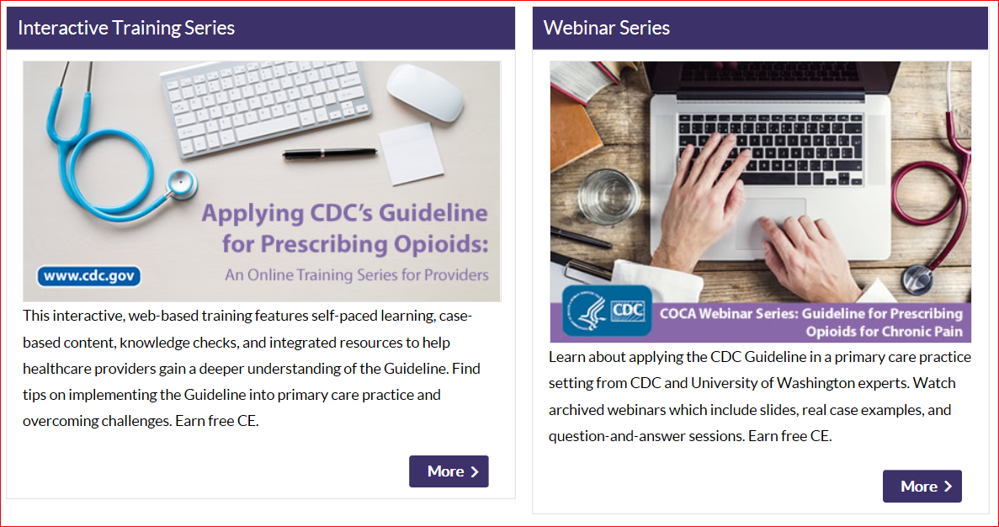 Interactive Training Series
Applying CDC's Guideline
for Prescribing Opioids:
An Online Training Series for Providers
www.cdc.gov
This interactive, web-based training features self-paced learning, case-
based content, knowledge checks, and integrated resources to help
healthcare providers gain a deeper understanding of the Guideline. Find
tips on implementing the Guideline into primary care practice and
overcoming challenges. Earn free CE.
More
Webinar Series
CDC
COCA Webinar Series: Guideline for Prescribing
Opioids for Chronic Pain
Learn about applying the CDC Guideline in a primary care practice
setting from CDC and University of Washington experts. Watch
archived webinars which include slides, real case examples, and
question-and-answer sessions. Earn free CE.
More